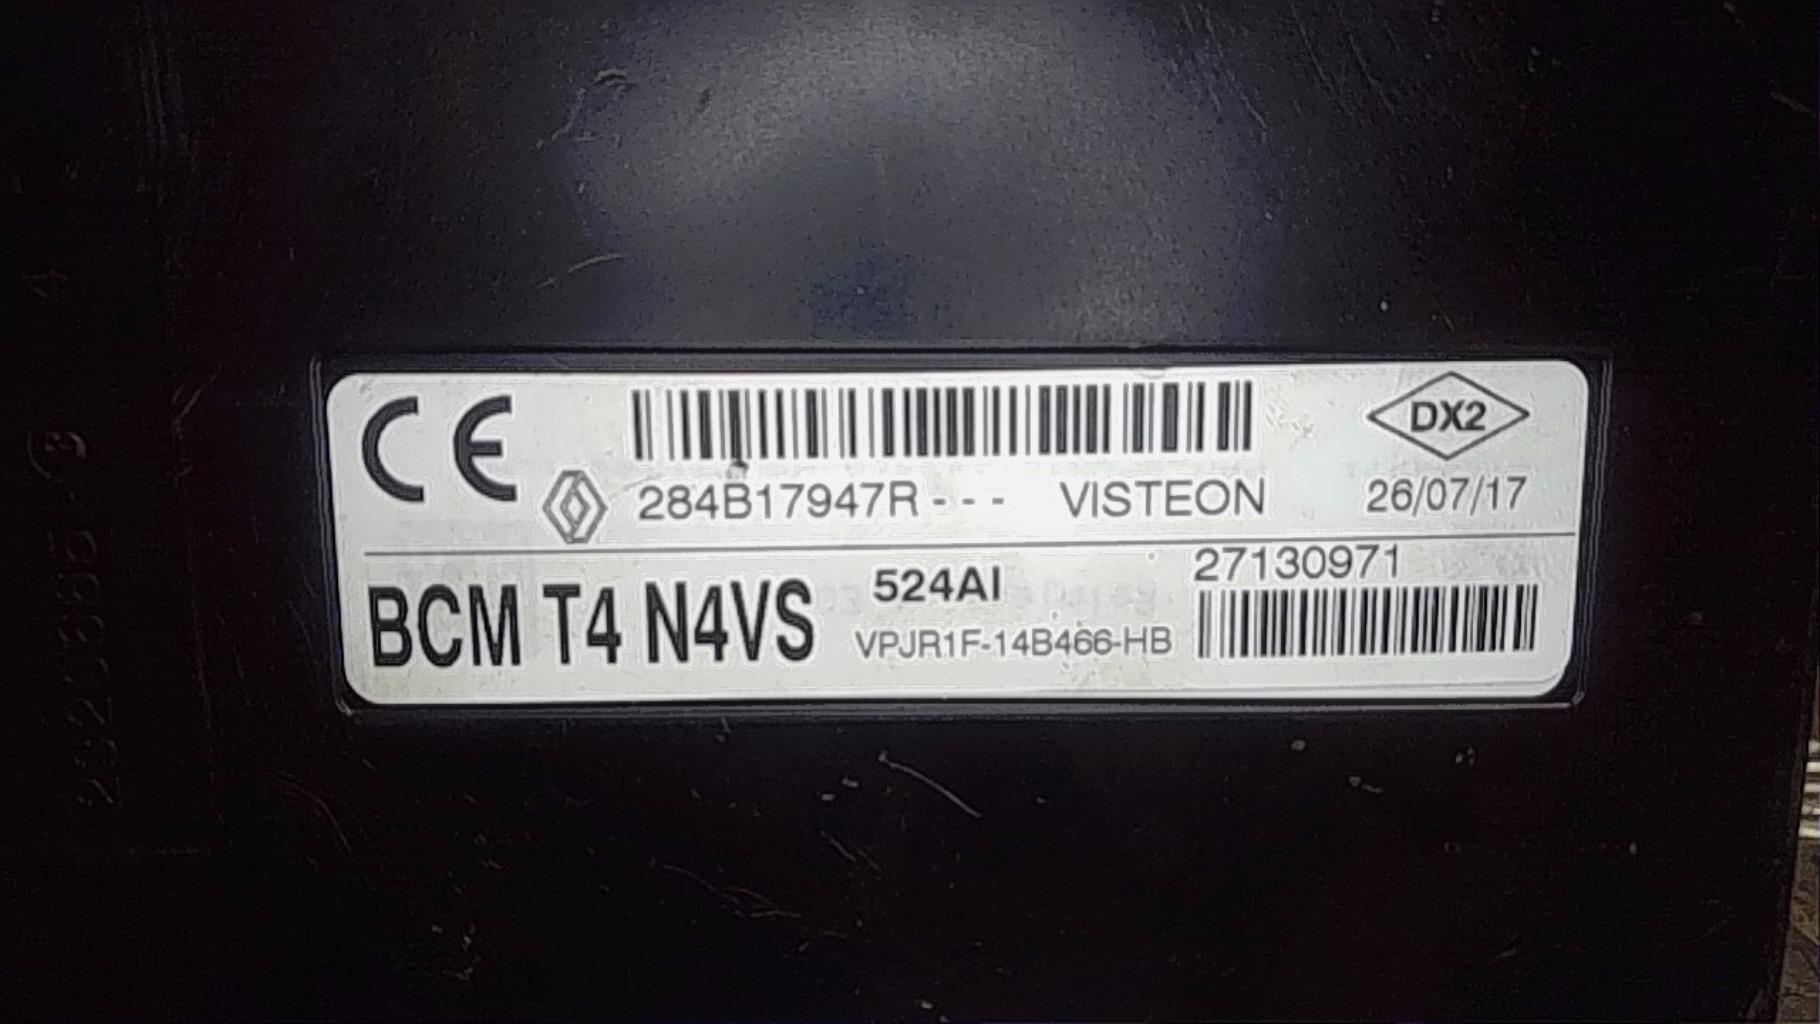 CE
DX2
284B17947R - - - VISTEON 26/07/17
BCM T4 N4VS 524AI 27130971
VPJR1F-14B466-HB